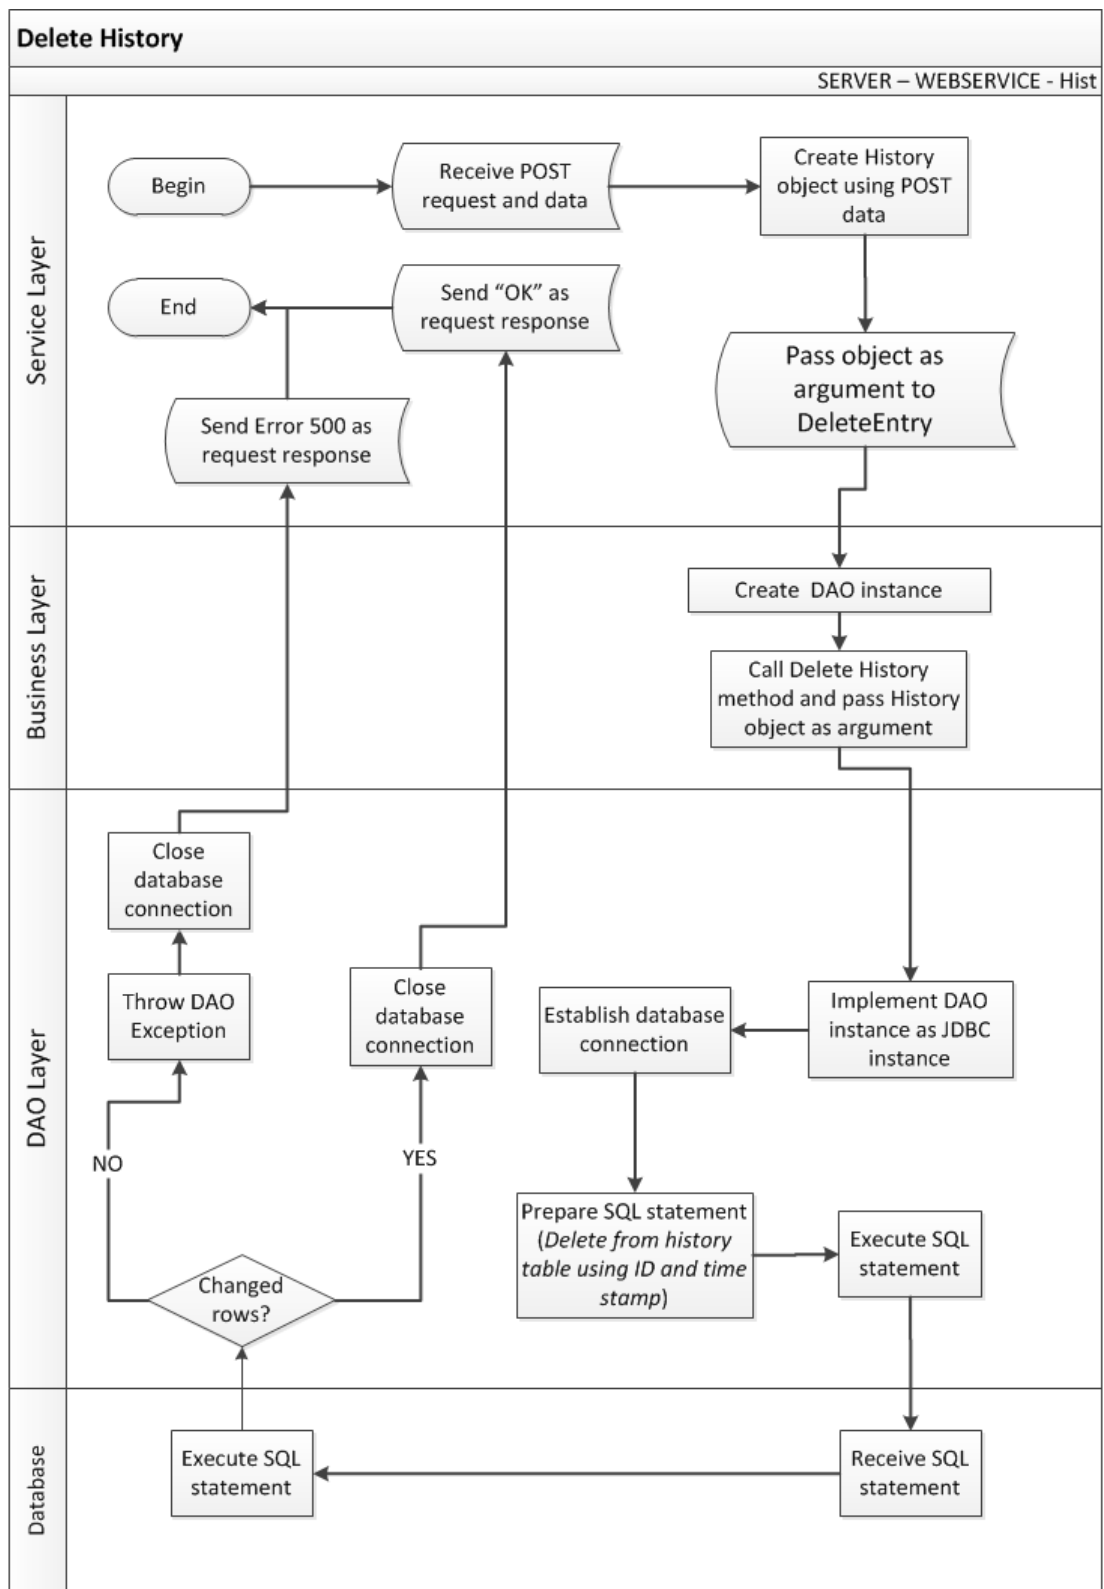 Delete History
SERVER – WEBSERVICE - Hist
Service Layer
Begin
Receive POST
request and data
Create History
object using POST
data
End
Send “OK” as
request response
Pass object as
argument to
DeleteEntry
Send Error 500 as
request response
Business Layer
Create DAO instance
Call Delete History
method and pass History
object as argument
DAO Layer
Close
database
connection
Throw DAO
Exception
Close
database
connection
Establish database
connection
Implement DAO
instance as JDBC
instance
NO
YES
Prepare SQL statement
(Delete from history
table using ID and time
stamp)
Execute SQL
statement
Changed
rows?
Database
Execute SQL
statement
Receive SQL
statement